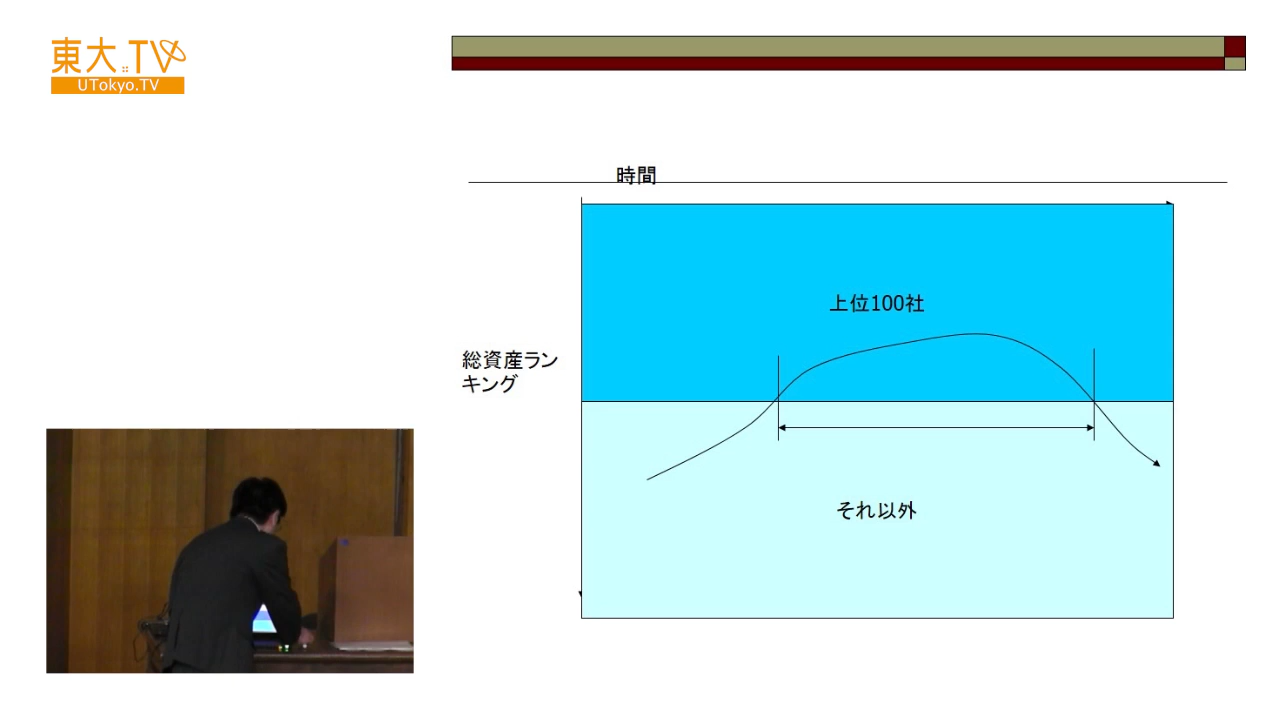 東大TV
UTokyo.TV
時間
上位100社
総資産ラン
キング
それ以外